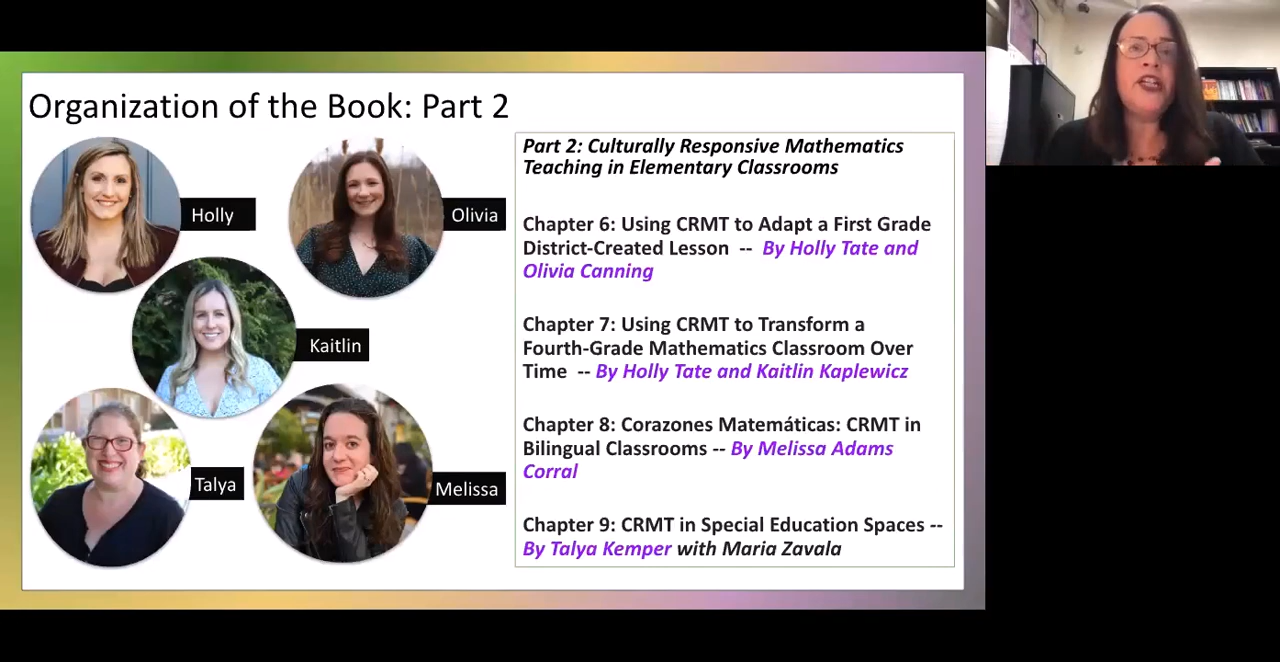 Organization of the Book: Part 2
Holly
Olivia
Kaitlin
Talya
Melissa
Part 2: Culturally Responsive Mathematics
Teaching in Elementary Classrooms
Chapter 6: Using CRMT to Adapt a First Grade
District-Created Lesson -- By Holly Tate and
Olivia Canning
Chapter 7: Using CRMT to Transform a
Fourth-Grade Mathematics Classroom Over
Time -- By Holly Tate and Kaitlin Kaplewicz
Chapter 8: Corazones Matemáticas: CRMT in
Bilingual Classrooms -- By Melissa Adams
Corral
Chapter 9: CRMT in Special Education Spaces --
By Talya Kemper with Maria Zavala